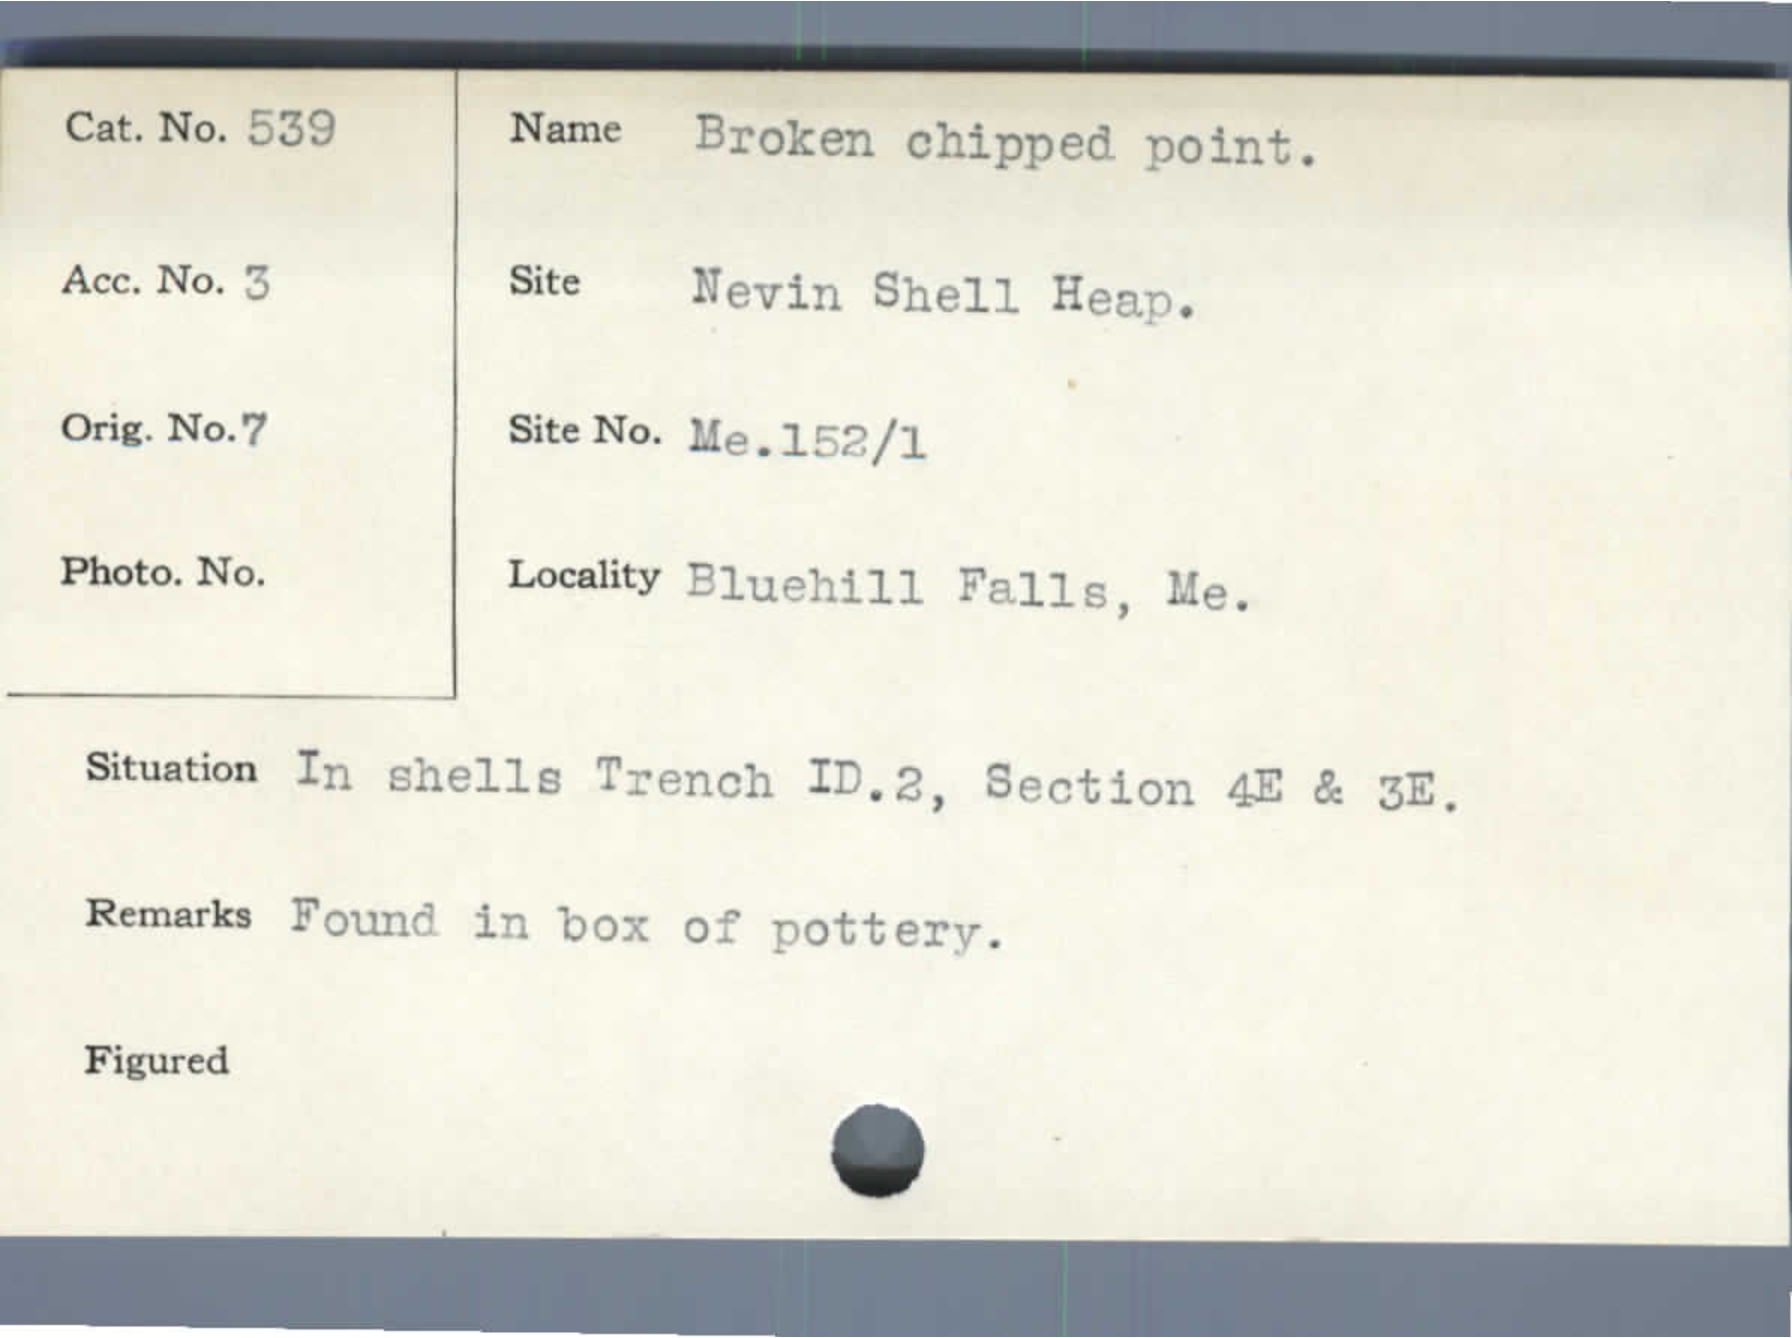 Cat. No. 539
Name Broken chipped point.
Acc. No. 3
Site Nevin Shell Heap.
Orig. No. 7
Site No. Me.152/1
Photo. No.
Locality Bluehill Falls, Me.
Situation In shells Trench ID.2, Section 4E & 3E.
Remarks Found in box of pottery.
Figured